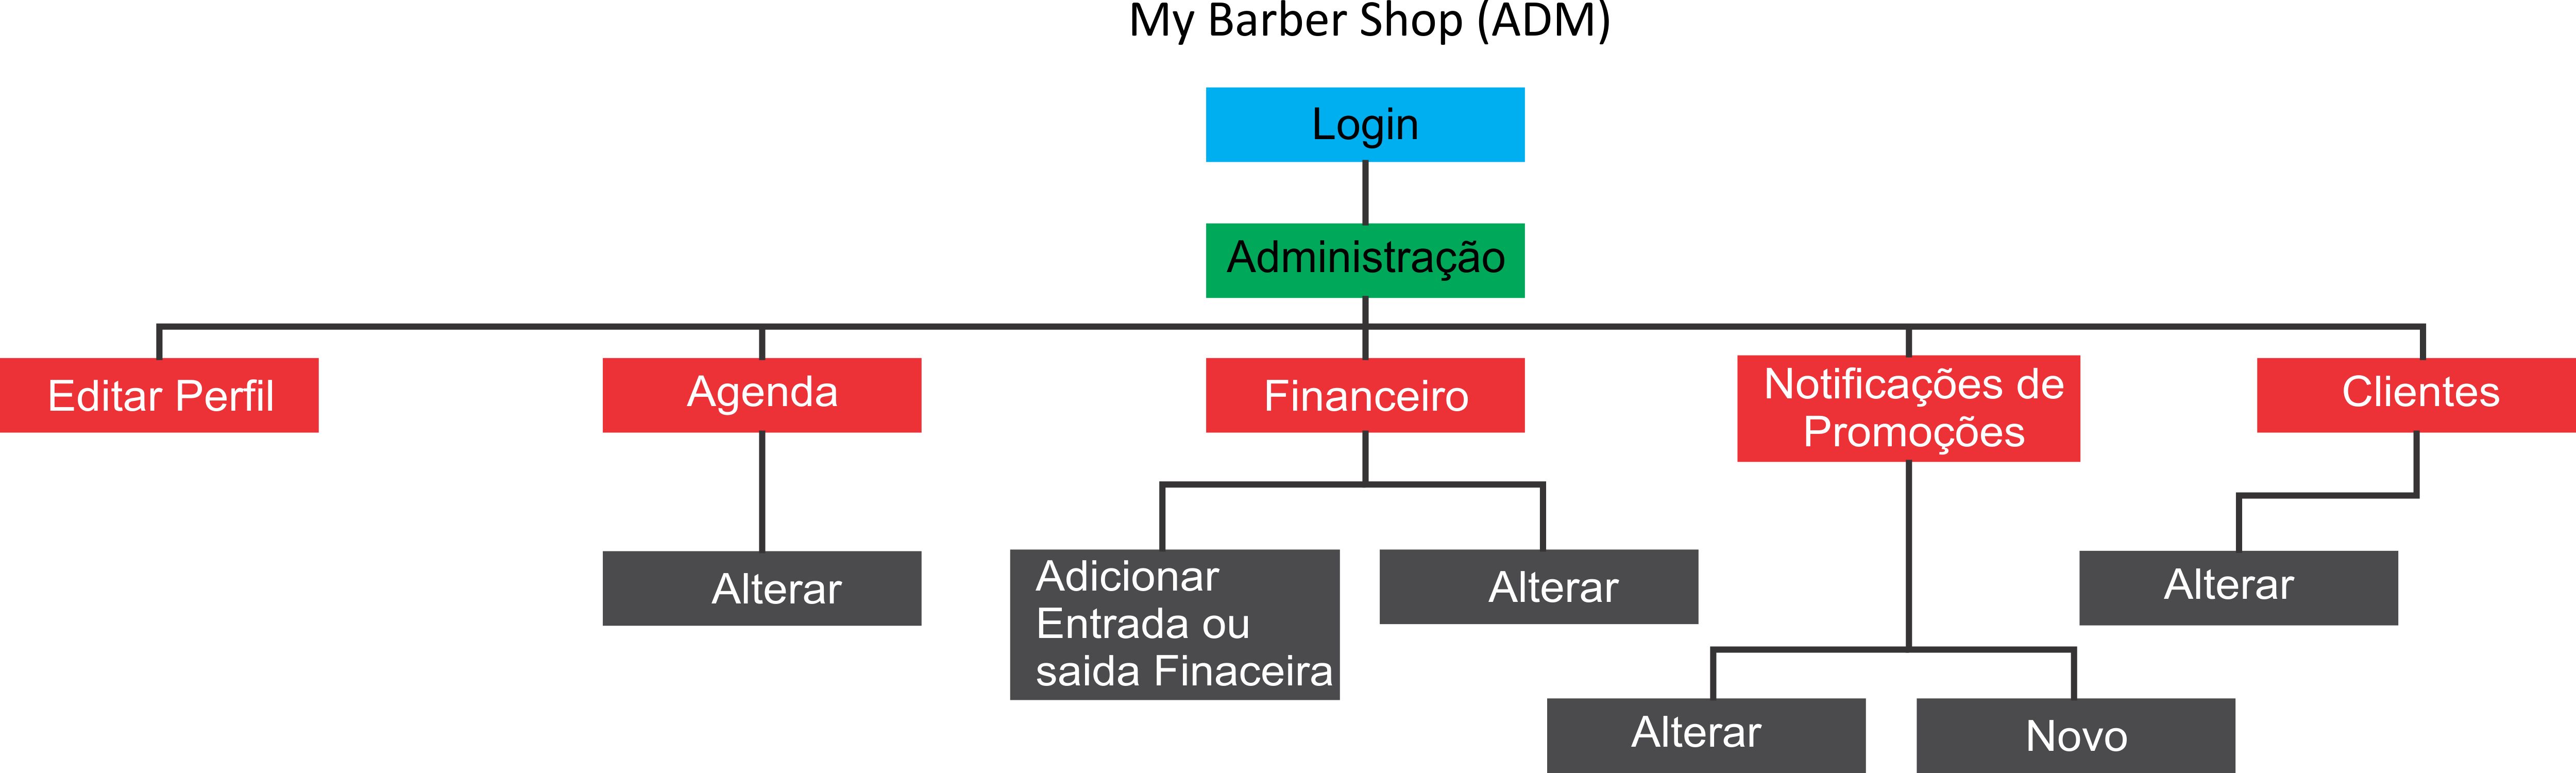 My Barber Shop (ADM)
Login
Administração
Editar Perfil
Agenda
Financeiro
Notificações de
Promoções
Clientes
Alterar
Adicionar
Entrada ou
saida Finaceira
Alterar
Alterar
Alterar
Novo